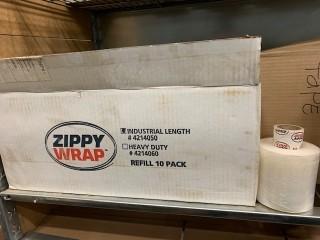 ZIPPY
WRAP
INDUSTRIAL LENGTH
# 4214050
HEAVY DUTY
# 4214060
REFILL 10 PACK